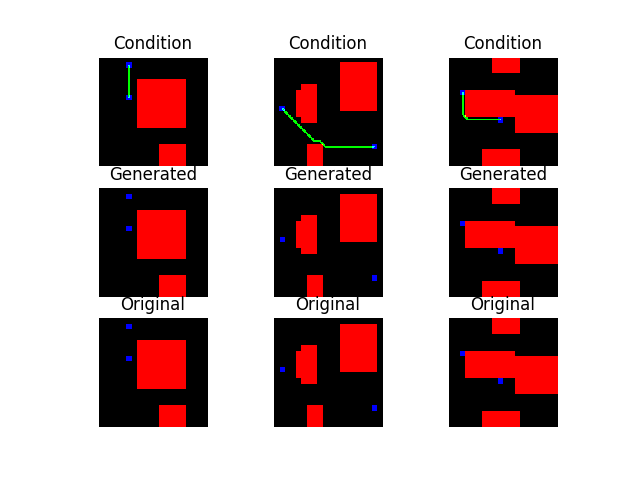 Condition Condition Condition
Generated Generated Generated
Original Original Original